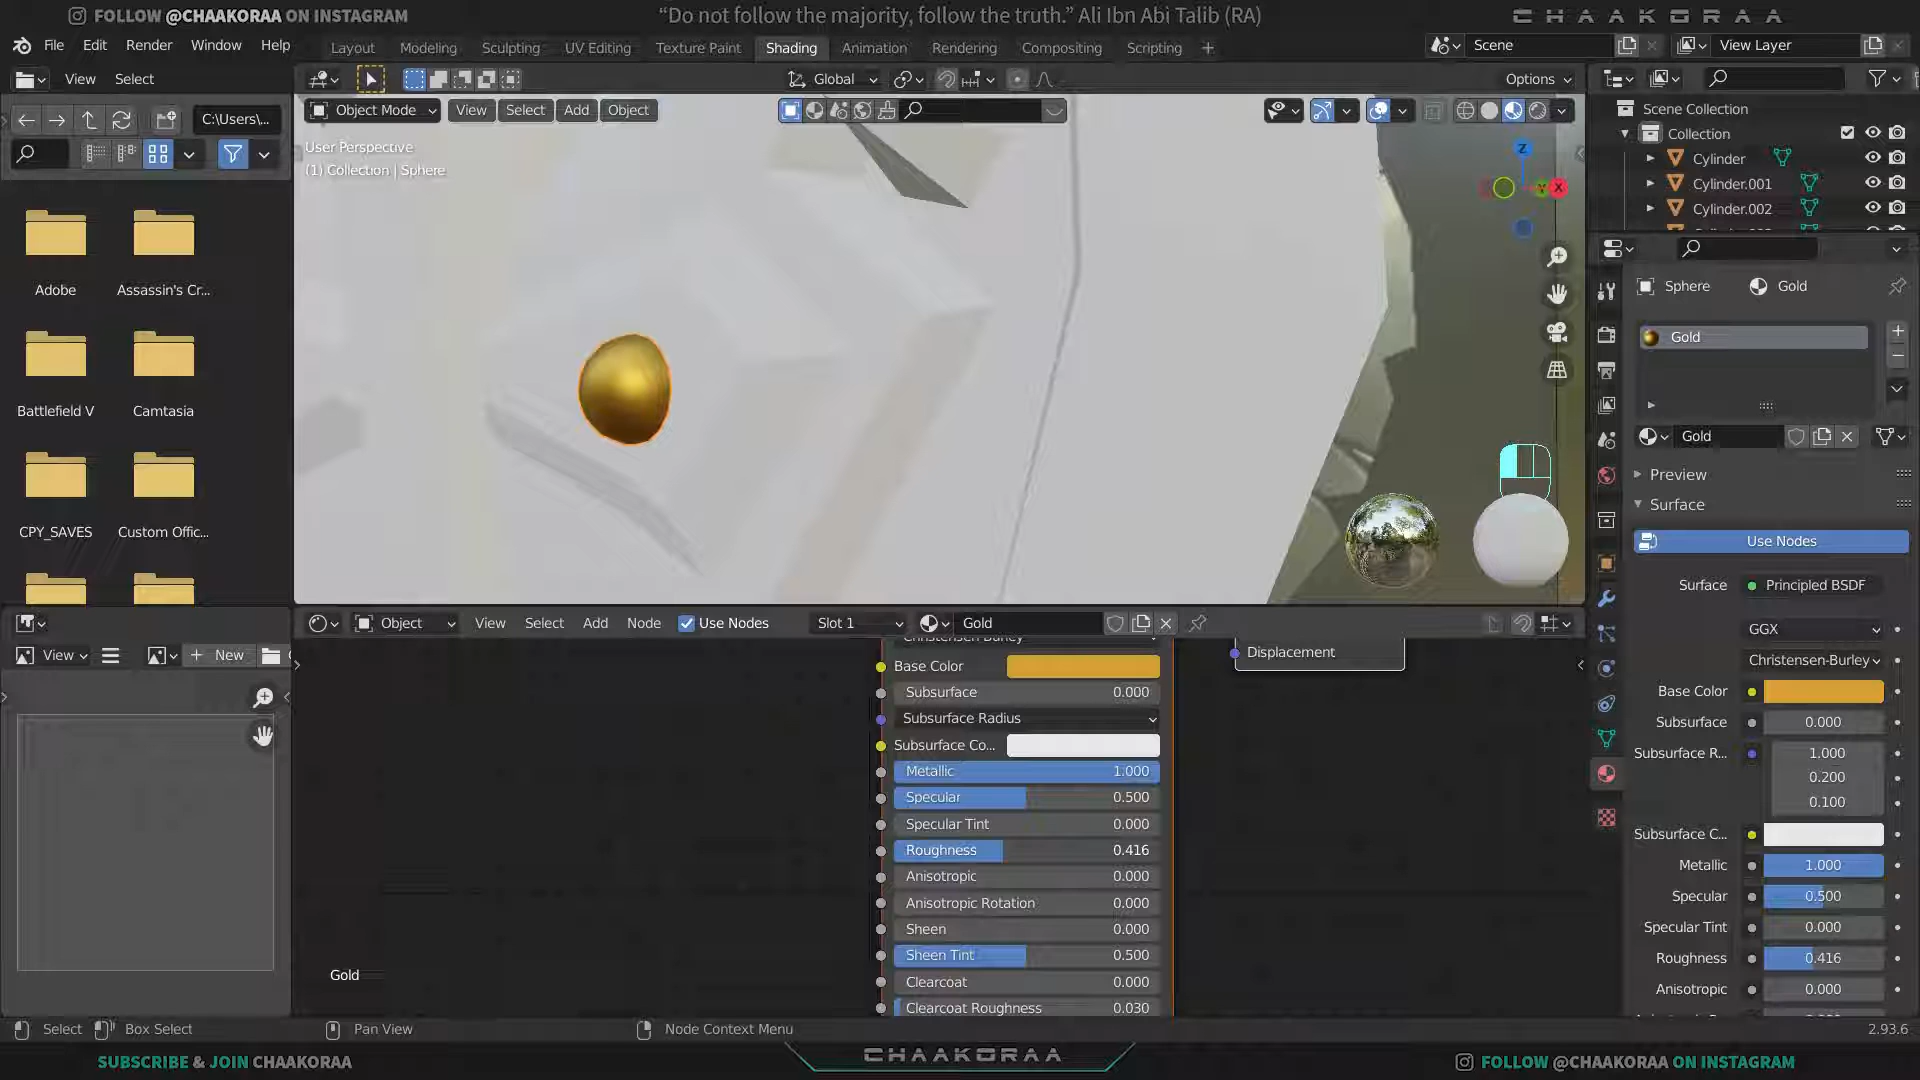 FOLLOW @CHAAKORAA ON INSTAGRAM
“Do not follow the majority, follow the truth.” Ali Ibn Abi Talib (RA)
CHAAKORAA
File Edit Render Window Help
Layout Modeling Sculpting UV Editing Texture Paint Shading Animation Rendering Compositing Scripting
Scene
View Layer
View Select
Global
Options
C:\Users\...
Object Mode View Select Add Object
User Perspective
(1) Collection | Sphere
Z
Y
X
Scene Collection
Collection
Cylinder
Cylinder.001
Cylinder.002
Adobe
Assassin's Cr...
Battlefield V
Camtasia
CPY_SAVES
Custom Offic...
Sphere Gold
Gold
Gold
Preview
Surface
Use Nodes
Surface Principled BSDF
GGX
Christensen-Burley
Base Color
Subsurface 0.000
Subsurface R... 1.000
0.200
0.100
Subsurface C...
Metallic 1.000
Specular 0.500
Specular Tint 0.000
Roughness 0.416
Anisotropic 0.000
Object View Select Add Node Use Nodes Slot 1 Gold
View New
Christensen-Burley
Base Color
Subsurface 0.000
Subsurface Radius
Subsurface Co...
Metallic 1.000
Specular 0.500
Specular Tint 0.000
Roughness 0.416
Anisotropic 0.000
Anisotropic Rotation 0.000
Sheen 0.000
Sheen Tint 0.500
Clearcoat 0.000
Clearcoat Roughness 0.030
Displacement
Gold
Select Box Select Pan View Node Context Menu
2.93.6
SUBSCRIBE & JOIN CHAAKORAA
CHAAKORAA
FOLLOW @CHAAKORAA ON INSTAGRAM